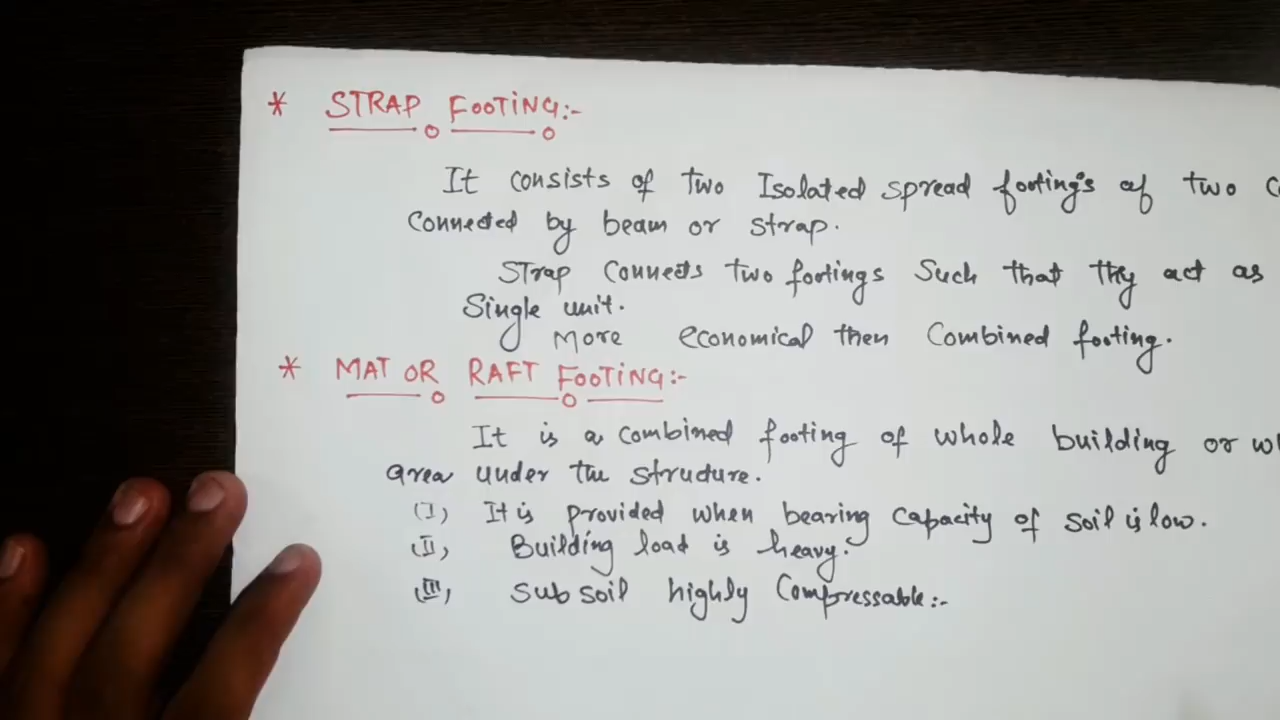 * STRAP FOOTING:-
It consists of two Isolated spread footing's of two
Connected by beam or strap.
Strap Connects two footings Such that they act as
Single unit.
More economical then Combined footing.
* MAT OR RAFT FOOTING:-
It is a combined footing of whole building or
area under the structure.
(I) It is provided when bearing capacity of soil is low.
(II) Building load is heavy.
(III) Sub soil highly Compressable:-